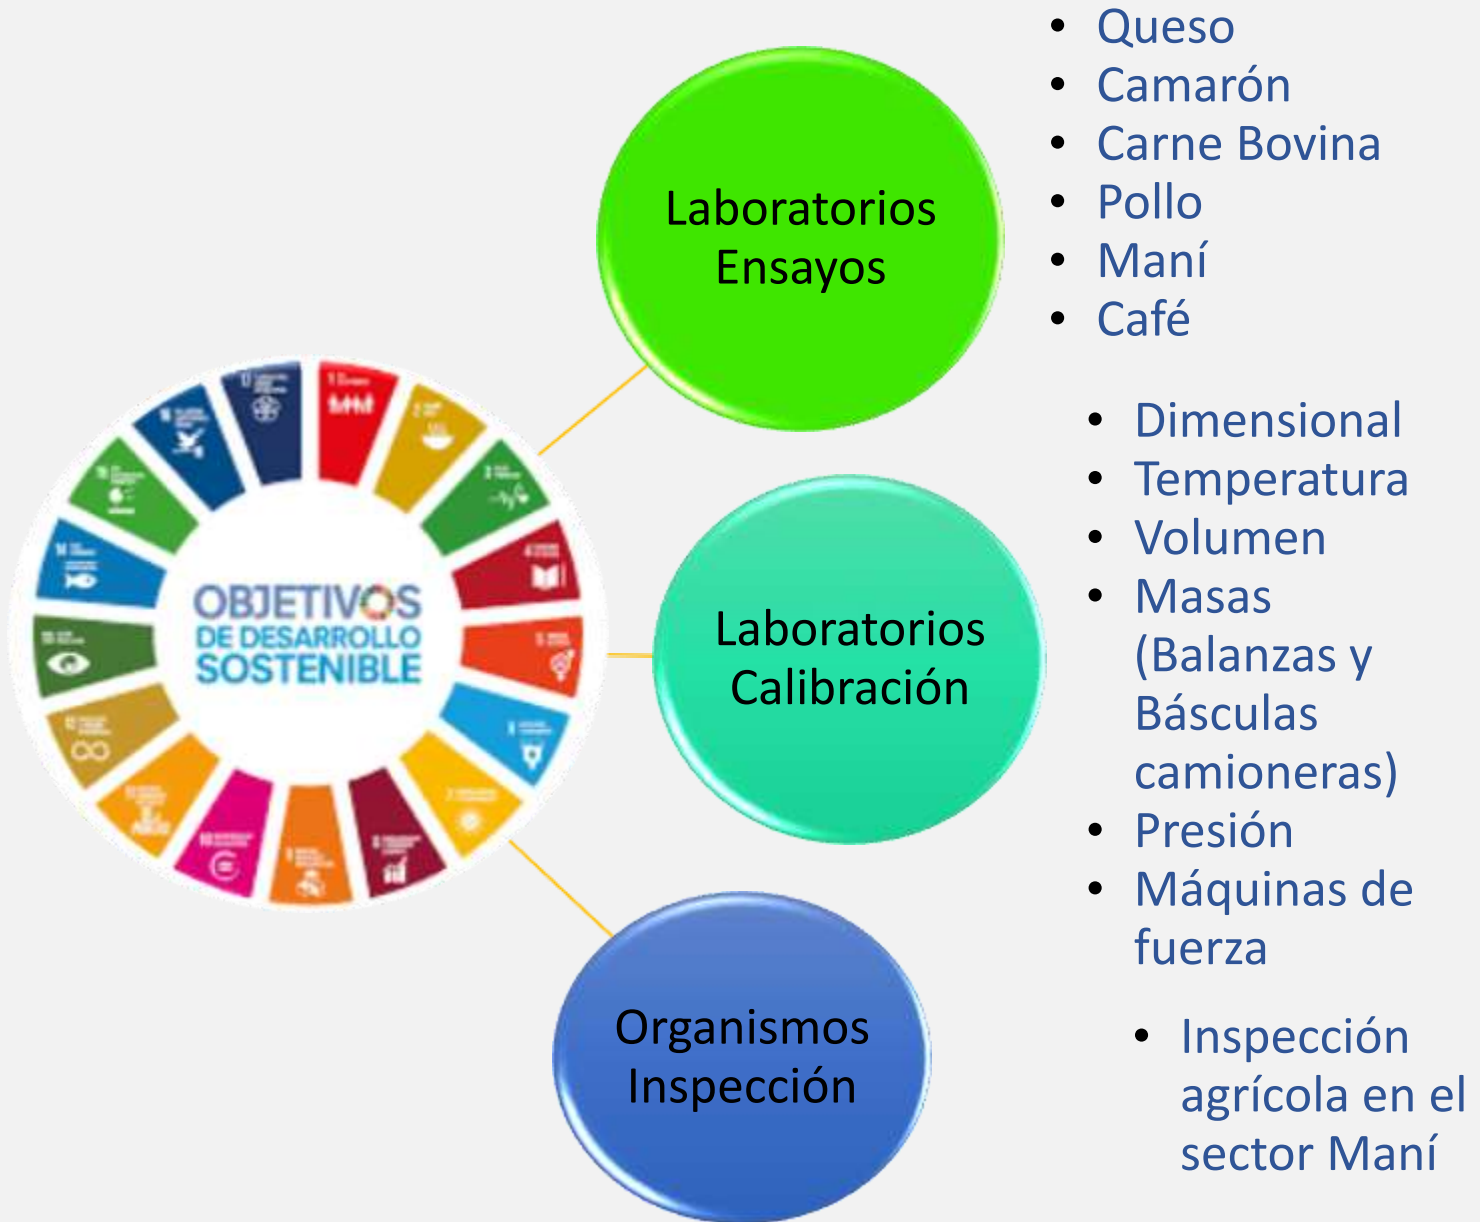 Queso
Camarón
Carne Bovina
Pollo
Maní
Café
Laboratorios
Ensayos
OBJETIVOS
DE DESARROLLO
SOSTENIBLE
Laboratorios
Calibración
Dimensional
Temperatura
Volumen
Masas
(Balanzas y
Básculas
camioneras)
Presión
Máquinas de
fuerza
Organismos
Inspección
Inspección
agrícola en el
sector Maní